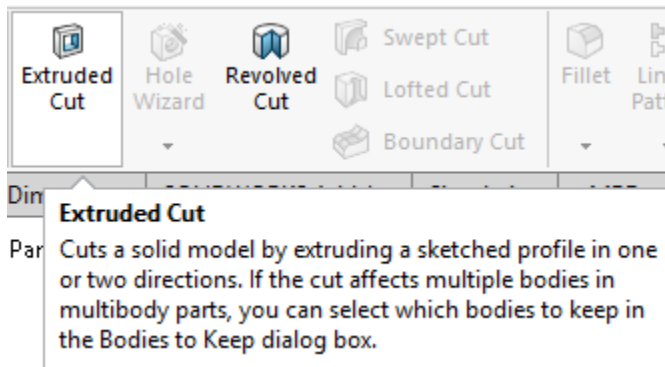 Extruded Cut
Hole Wizard
Revolved Cut
Swept Cut
Lofted Cut
Boundary Cut
Fillet
Extruded Cut
Cuts a solid model by extruding a sketched profile in one
or two directions. If the cut affects multiple bodies in
multibody parts, you can select which bodies to keep in
the Bodies to Keep dialog box.